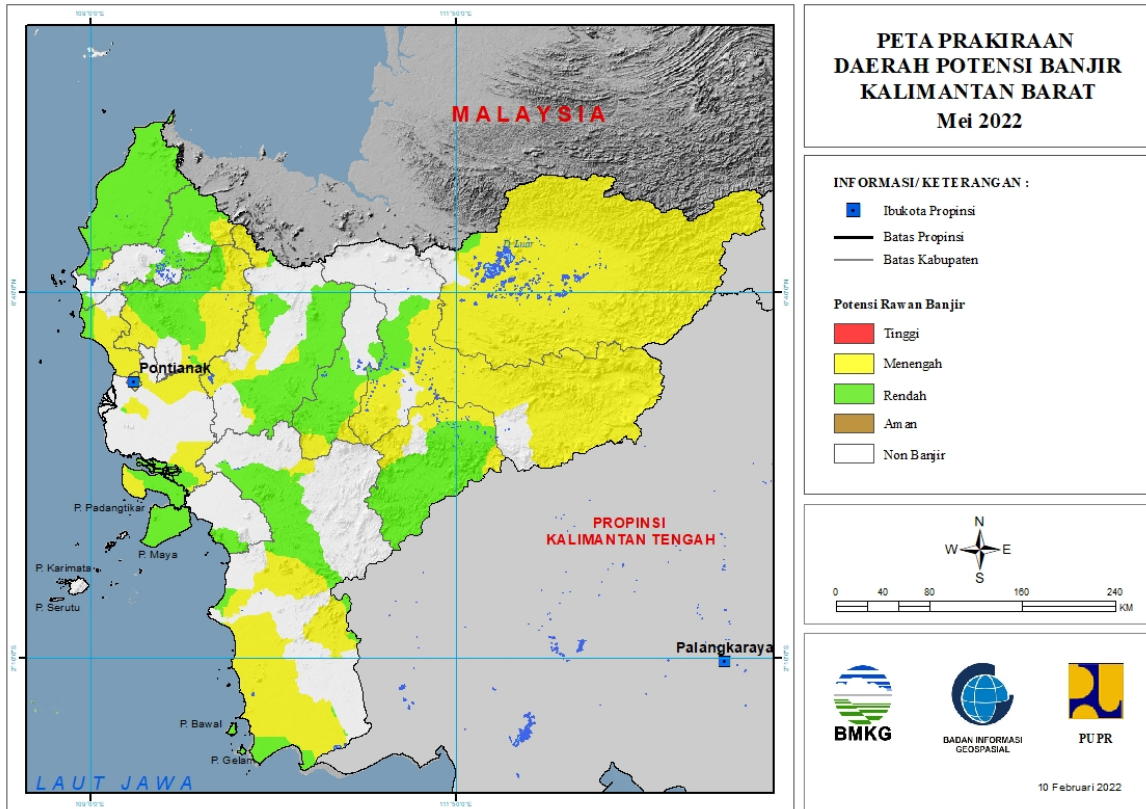 PETA PRAKIRAAN
DAERAH POTENSI BANJIR
KALIMANTAN BARAT
Mei 2022
INFORMASI/KETERANGAN :
Ibukota Propinsi
Batas Propinsi
Batas Kabupaten
Potensi Rawan Banjir
Tinggi
Menengah
Rendah
Aman
Non Banjir
N
W E
S
0 40 80 160 240
KM
BMKG
BADAN INFORMASI
GEOSPASIAL
PUPR
10 Februari 2022
MALAYSIA
Pontianak
P. Padangtikar
P. Maya
P. Karimata
P. Serutu
PROPINSI
KALIMANTAN TENGAH
Palangkaraya
P. Bawal
P. Gelam
LAUT JAWA